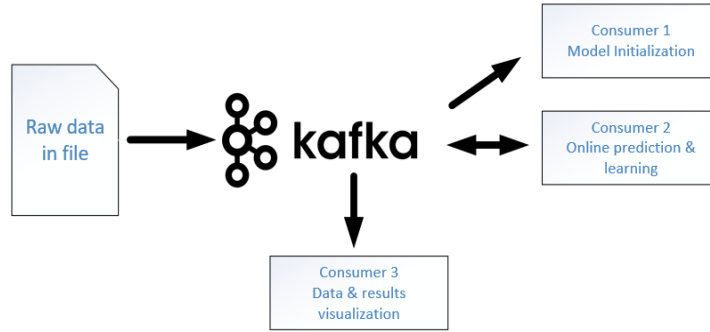 Raw data
in file
kafka
Consumer 1
Model Initialization
Consumer 2
Online prediction &
learning
Consumer 3
Data & results
visualization